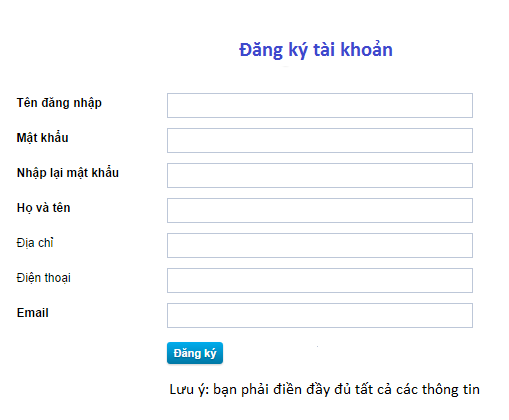 Đăng ký tài khoản
Tên đăng nhập
Mật khẩu
Nhập lại mật khẩu
Họ và tên
Địa chỉ
Điện thoại
Email
Đăng ký
Lưu ý: bạn phải điền đầy đủ tất cả các thông tin